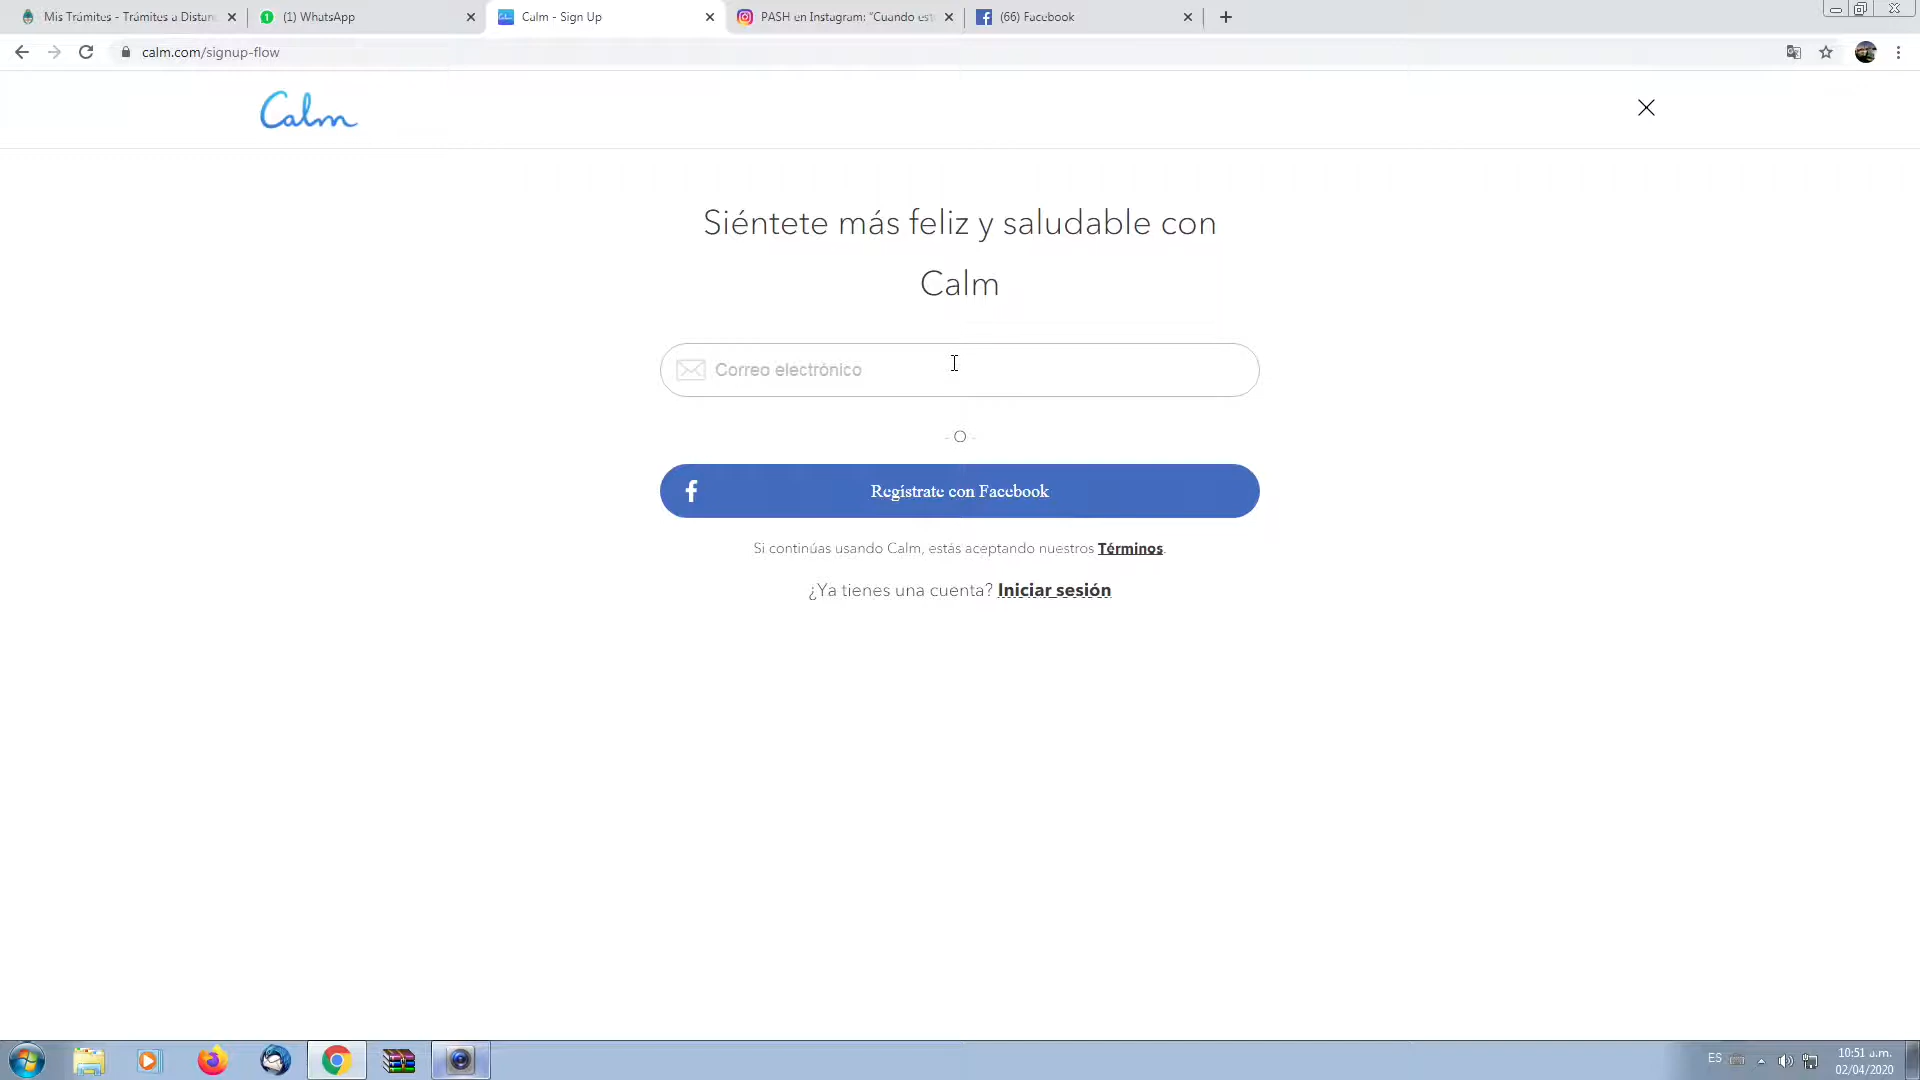 Mis Trámites - Trámites a Distan
(1) WhatsApp
Calm - Sign Up
PASH en Instagram: "Cuando est
(66) Facebook
calm.com/signup-flow
Calm
Siéntete más feliz y saludable con
Calm
Correo electrónico
- O -
Regístrate con Facebook
Si continúas usando Calm, estás aceptando nuestros Términos.
¿Ya tienes una cuenta? Iniciar sesión
ES
10:51 a.m.
02/04/2020